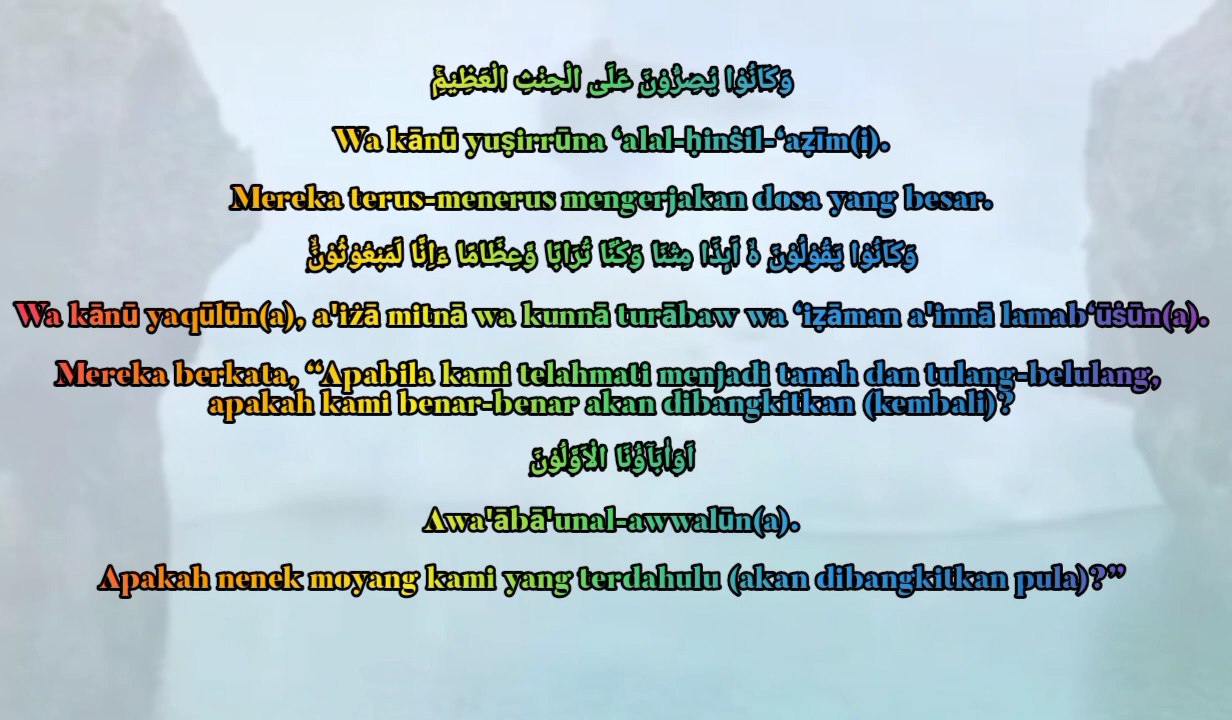 وَكَانُوْا يُصِرُّوْنَ عَلَى الْحِنْثِ الْعَظِيْمِۚ
Wa kānū yuṣirrūna ‘alal-ḥinṡil-‘aẓīm(i).
Mereka terus-menerus mengerjakan dosa yang besar.
وَكَانُوْا يَقُوْلُوْنَ ەۙ اَىِٕذَا مِتْنَا وَكُنَّا تُرَابًا وَّعِظَامًا ءَاِنَّا لَمَبْعُوْثُوْنَۙ
Wa kānū yaqūlūn(a), a'iżā mitnā wa kunnā turābaw wa ‘iẓāman a'innā lamab‘ūṡūn(a).
Mereka berkata, “Apabila kami telahmati menjadi tanah dan tulang-belulang,
apakah kami benar-benar akan dibangkitkan (kembali)?
اَوَاٰبَاۤؤُنَا الْاَوَّلُوْنَ
Awa'ābā'unal-awwalūn(a).
Apakah nenek moyang kami yang terdahulu (akan dibangkitkan pula)?”